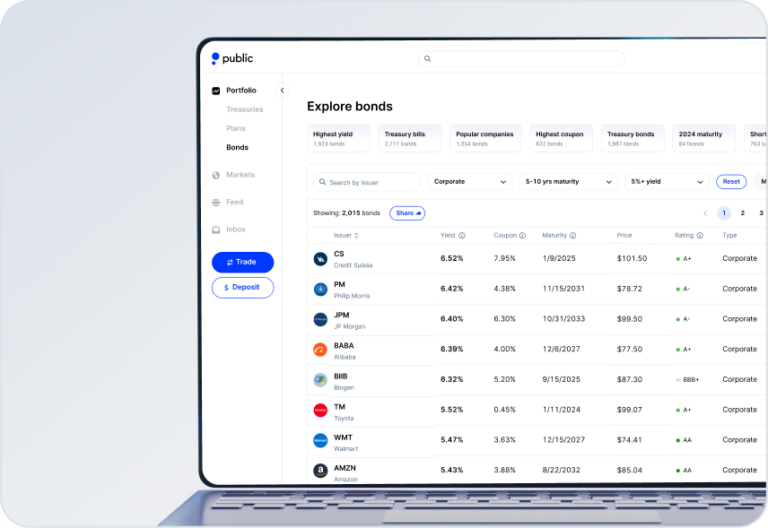 public
Portfolio
Treasuries
Plans
Bonds
Markets
Feed
Inbox
Trade
$ Deposit
Explore bonds
Highest yield Treasury bills Popular companies Highest coupon Treasury bonds 2024 maturity Short
1,923 bonds 2,711 bonds 1,054 bonds 632 bonds 1,987 bonds 841 bonds 763 b
Search by issuer Corporate 5-10 yrs maturity 5%+ yield Reset M
Showing: 2,015 bonds Share 1 2 3
Issuer Yield Coupon Maturity Price Rating Type
CS 6.52% 7.95% 1/9/2025 $101.50 A+ Corporate
Credit Suisse
PM 6.42% 4.38% 11/15/2031 $78.72 A- Corporate
Philip Morris
JPM 6.40% 6.30% 10/31/2033 $99.50 A- Corporate
JP Morgan
BABA 6.39% 4.00% 12/6/2027 $77.50 A+ Corporate
Alibaba
BIIB 6.32% 5.20% 9/15/2025 $87.30 BBB+ Corporate
Biogen
TM 5.52% 0.45% 1/11/2024 $99.07 A+ Corporate
Toyota
WMT 5.47% 3.63% 12/15/2027 $74.41 AA Corporate
Walmart
a AMZN 5.43% 3.88% 8/22/2032 $85.04 AA Corporate
Amazon